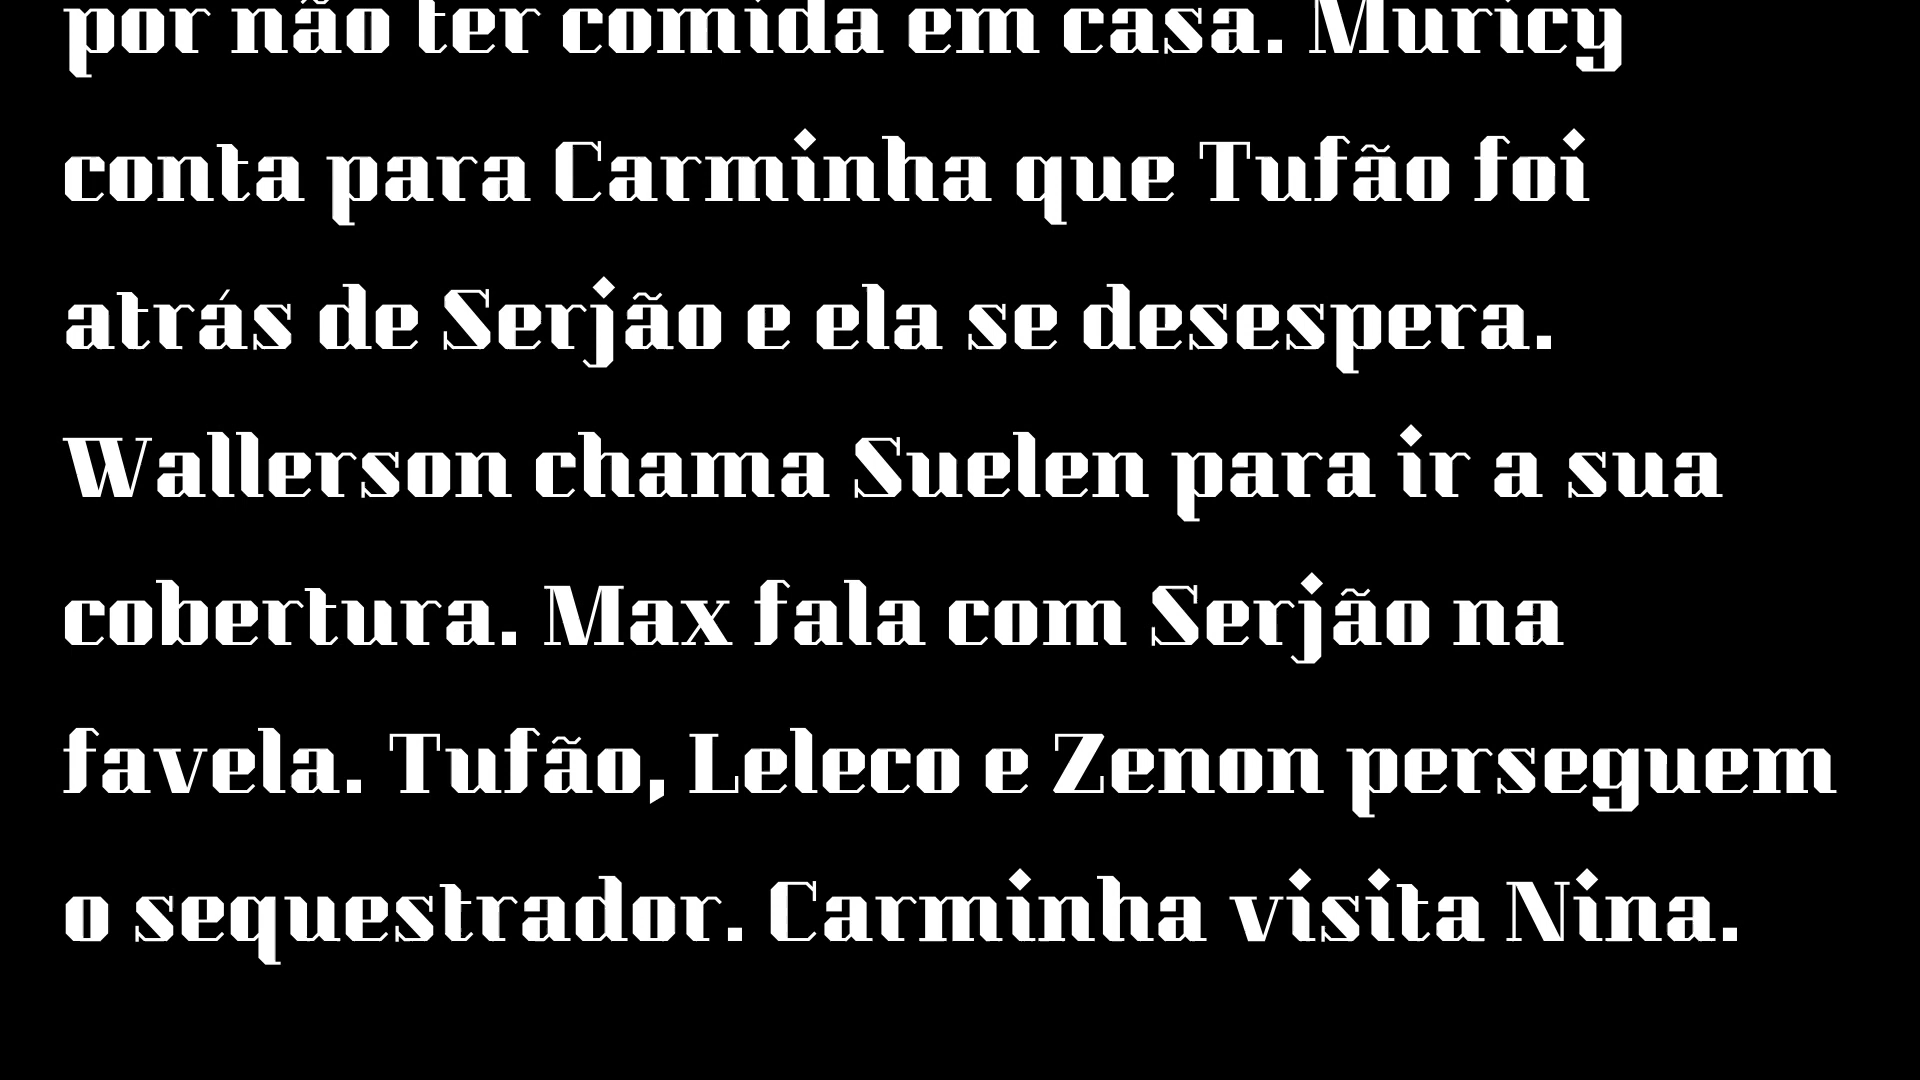 por não ter comida em casa. Muricy
conta para Carminha que Tufão foi
atrás de Serjão e ela se desespera.
Wallerson chama Suelen para ir a sua
cobertura. Max fala com Serjão na
favela. Tufão, Leleco e Zenon perseguem
o sequestrador. Carminha visita Nina.